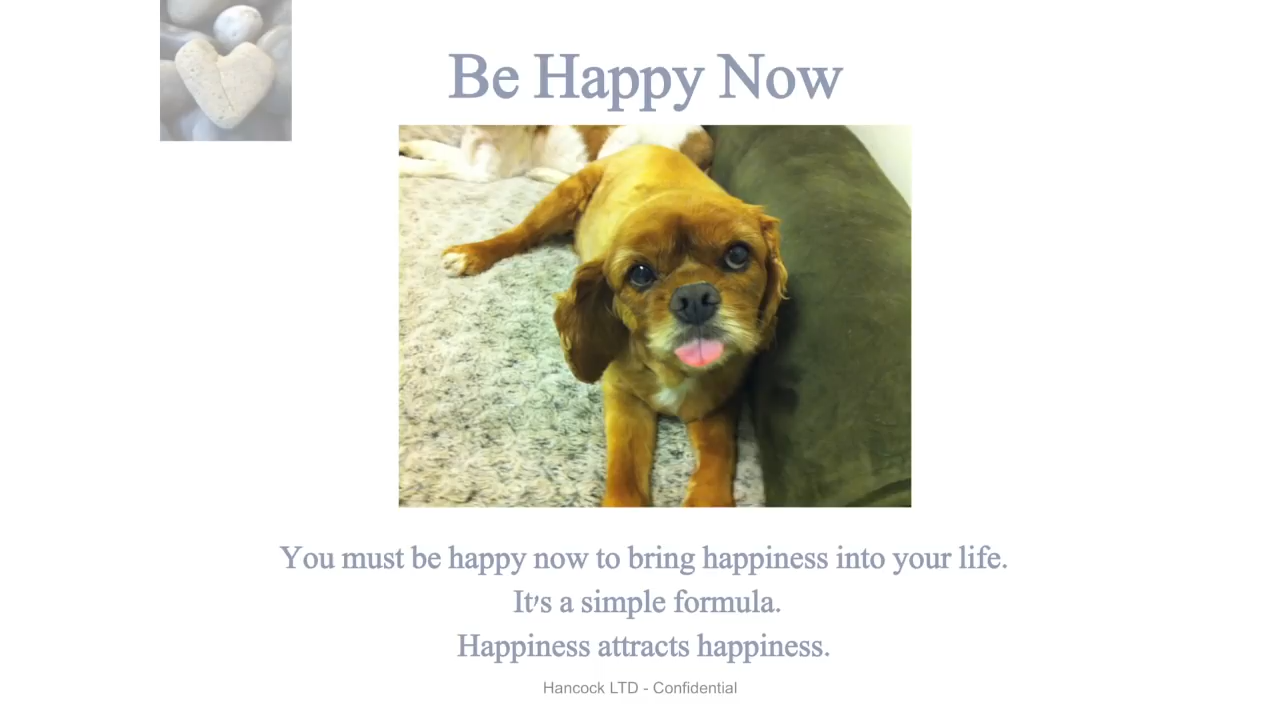 Be Happy Now
You must be happy now to bring happiness into your life.
It's a simple formula.
Happiness attracts happiness.
Hancock LTD - Confidential